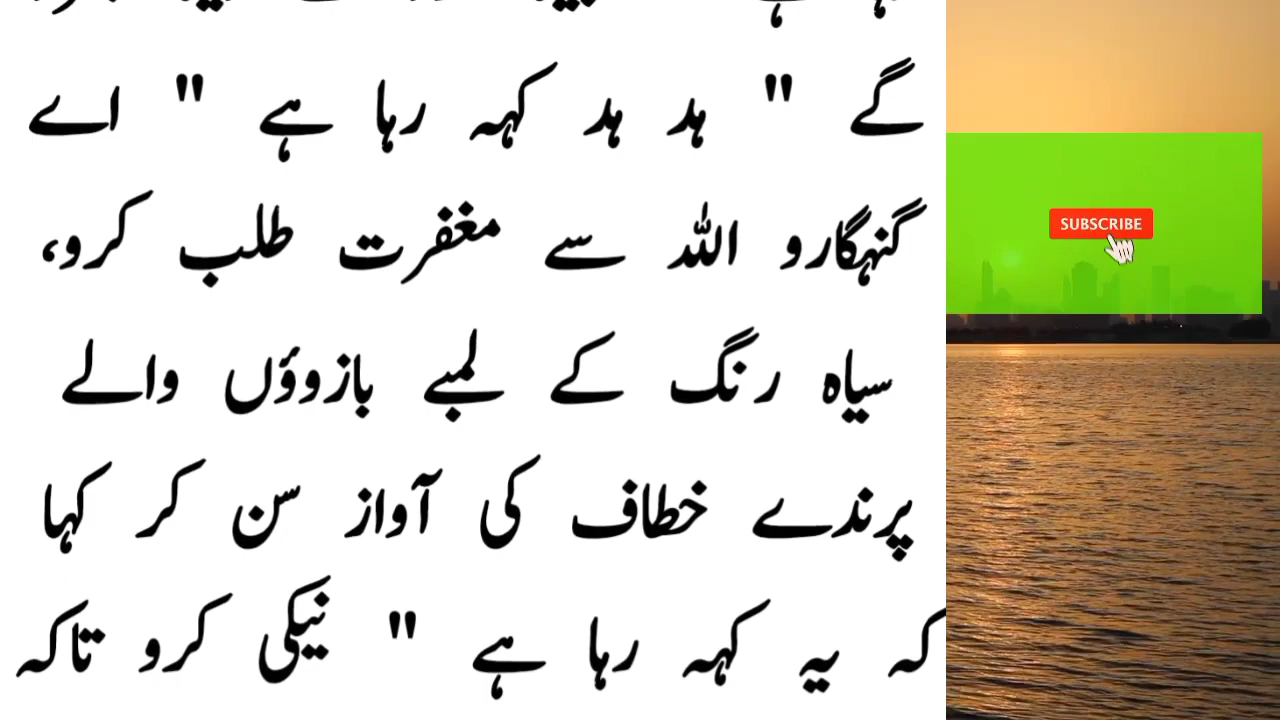 گے " ہد ہد کہہ رہا ہے " اے
گنہگارو اللہ سے مغفرت طلب کرو،
سیاہ رنگ کے لمبے بازوؤں والے
پرندے خطاف کی آواز سن کر کہا
کہ یہ کہہ رہا ہے " نیکی کرو تاکہ
SUBSCRIBE